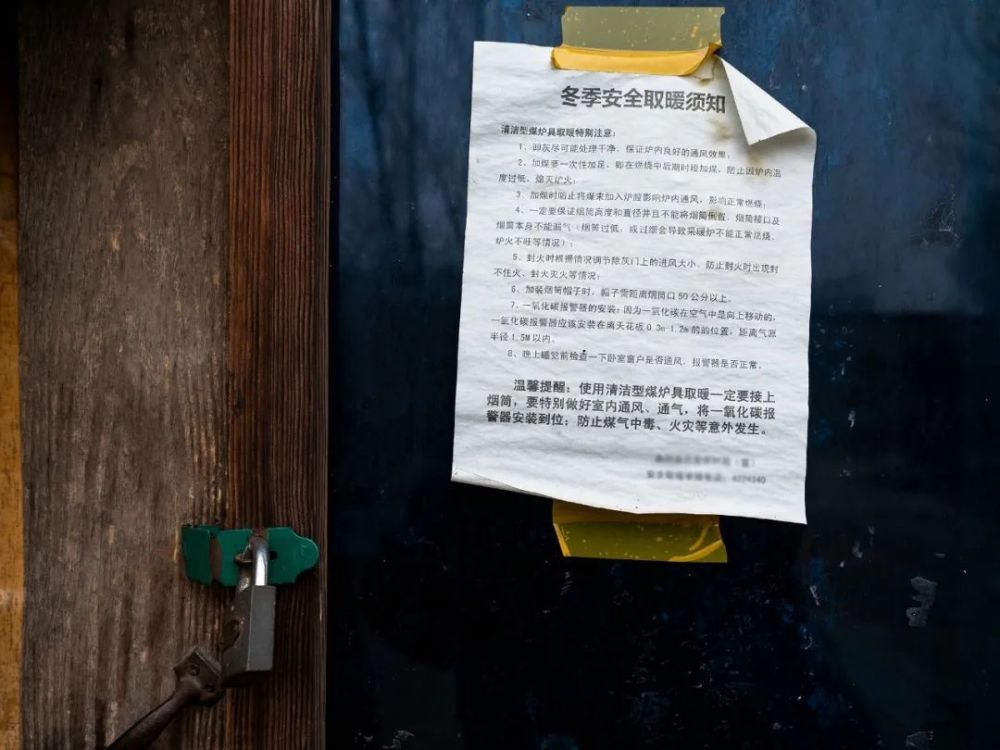 冬季安全取暖须知
清洁型煤炉具取暖特别注意：
1、卸灰尽可能处理干净，保证炉内良好的通风效果；
2、加煤要一次性加足，能在燃烧中后期时段加煤，防止因炉内温
度过低，熄灭炉火；
3、加煤时防止将煤末加入炉膛影响炉内通风，影响正常燃烧；
4、一定要保证烟筒高度和直径并且不能将烟筒倒置，烟筒接口及
烟筒本身不能漏气（烟筒过低，或过细会导致采暖炉不能正常燃烧、
炉火不旺等情况）；
5、封火时根据情况调节除灰门上的进风大小，防止封火时出现封
不住火、封火灭火等情况；
6、加装烟筒帽子时，帽子需距离烟筒口 50 公分以上。
7、一氧化碳报警器的安装：因为一氧化碳在空气中是向上移动的，
一氧化碳报警器应该安装在离天花板 0.3m-1.2m 的的位置，距离气源
半径 1.5M 以内。
8、晚上睡觉前检查一下卧室窗户是否通风，报警器是否正常。
温馨提醒：使用清洁型煤炉具取暖一定要接上
烟筒，要特别做好室内通风、通气，将一氧化碳报
警器安装到位；防止煤气中毒、火灾等意外发生。